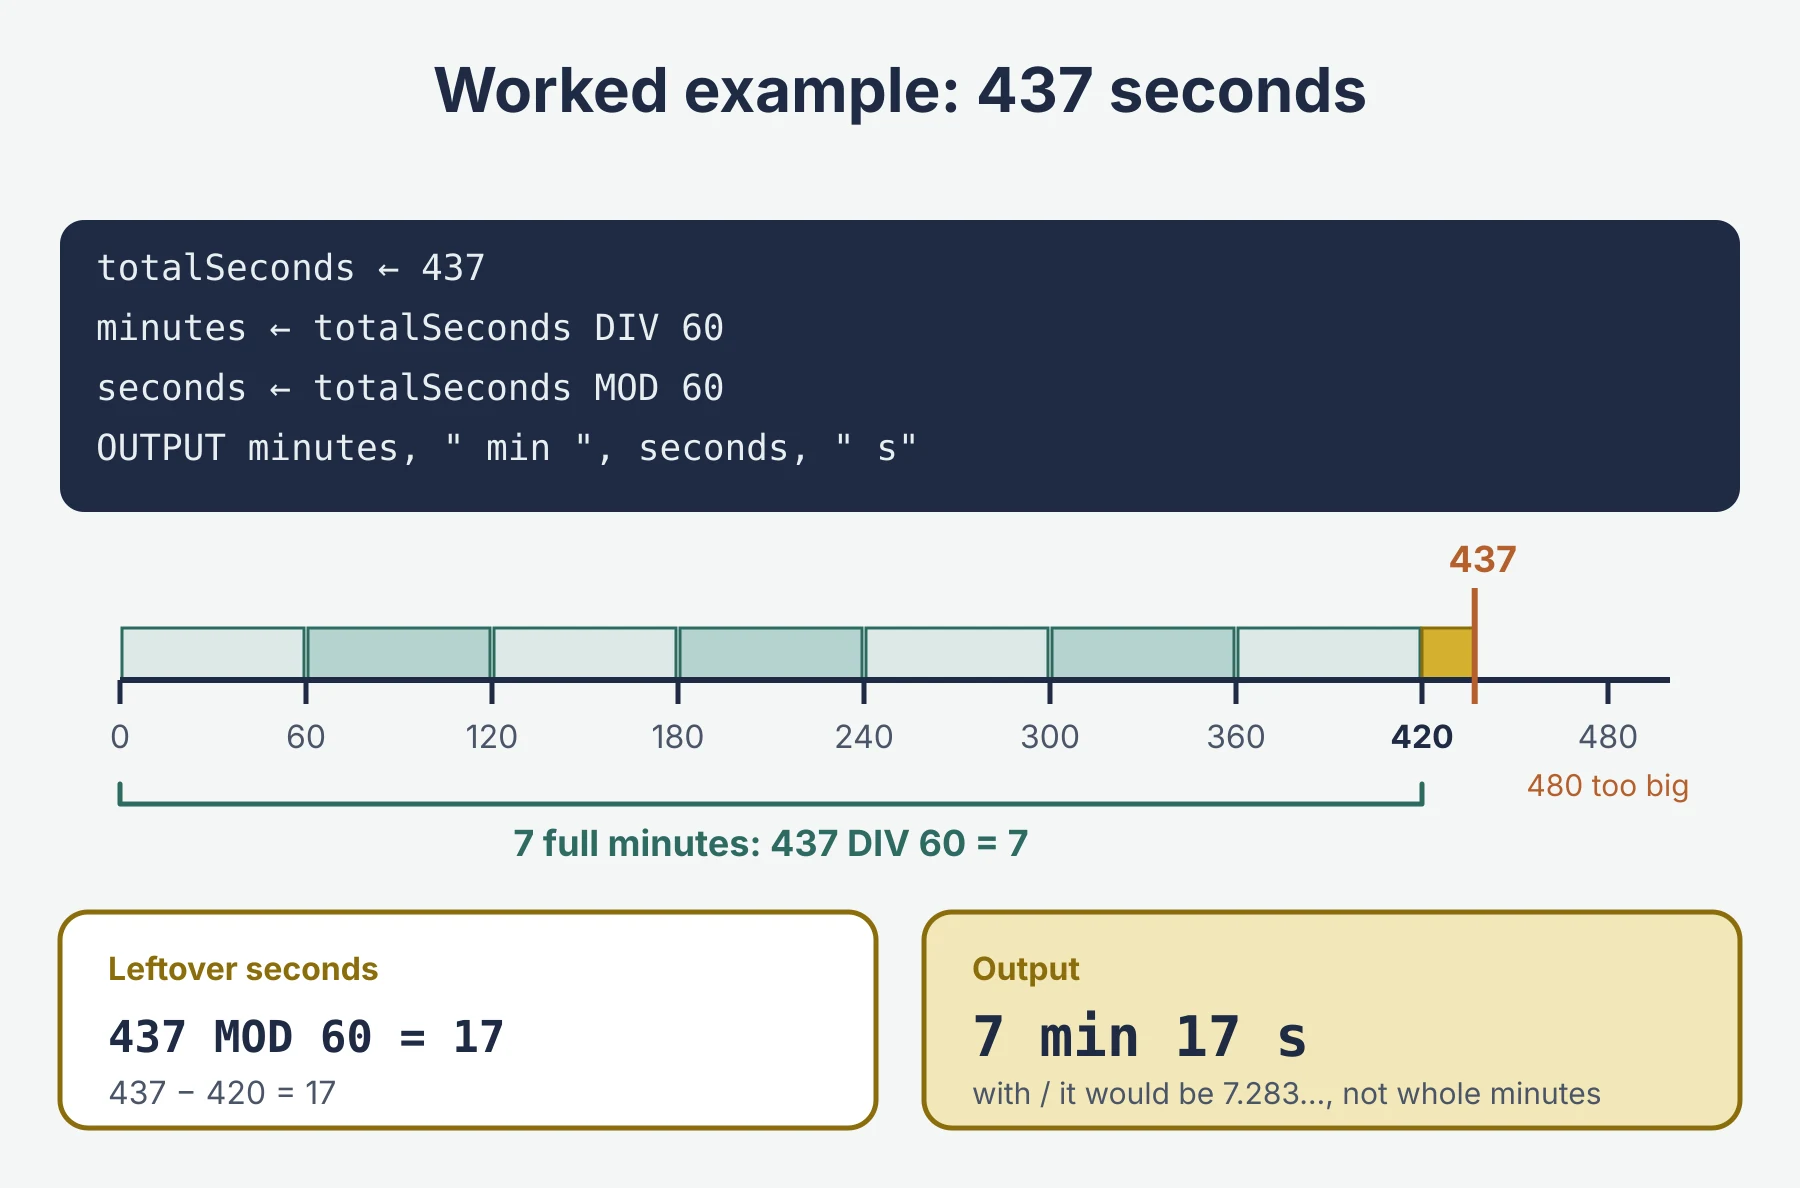 Worked example: 437 seconds
totalSeconds ← 437
minutes ← totalSeconds DIV 60
seconds ← totalSeconds MOD 60
OUTPUT minutes, " min ", seconds, " s"
437
0 60 120 180 240 300 360 420 480
480 too big
7 full minutes: 437 DIV 60 = 7
Leftover seconds
437 MOD 60 = 17
437 − 420 = 17
Output
7 min 17 s
with / it would be 7.283..., not whole minutes